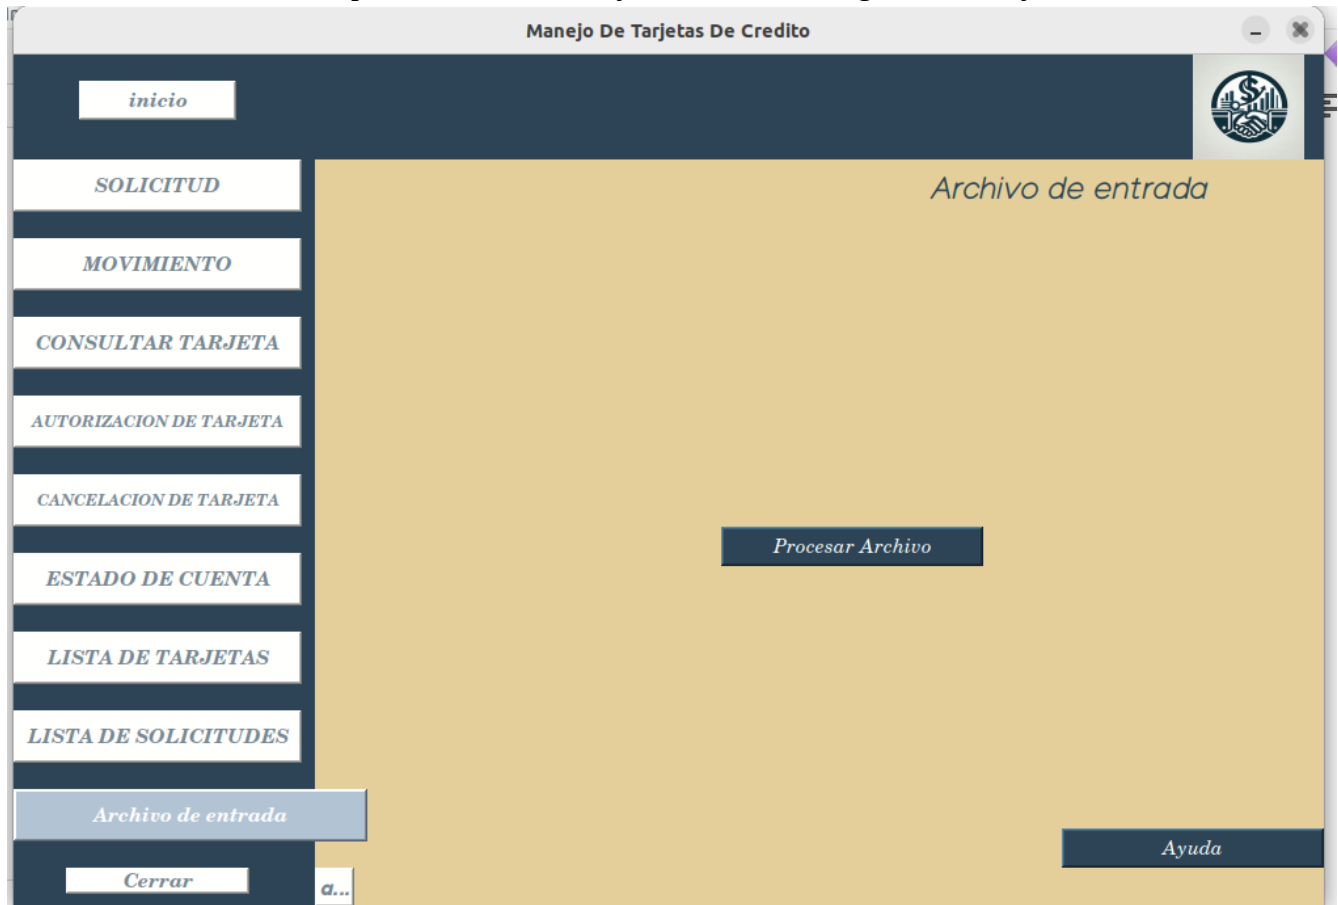 Manejo De Tarjetas De Credito
inicio
SOLICITUD
Archivo de entrada
MOVIMIENTO
CONSULTAR TARJETA
AUTORIZACION DE TARJETA
CANCELACION DE TARJETA
Procesar Archivo
ESTADO DE CUENTA
LISTA DE TARJETAS
LISTA DE SOLICITUDES
Archivo de entrada
Ayuda
Cerrar
a...